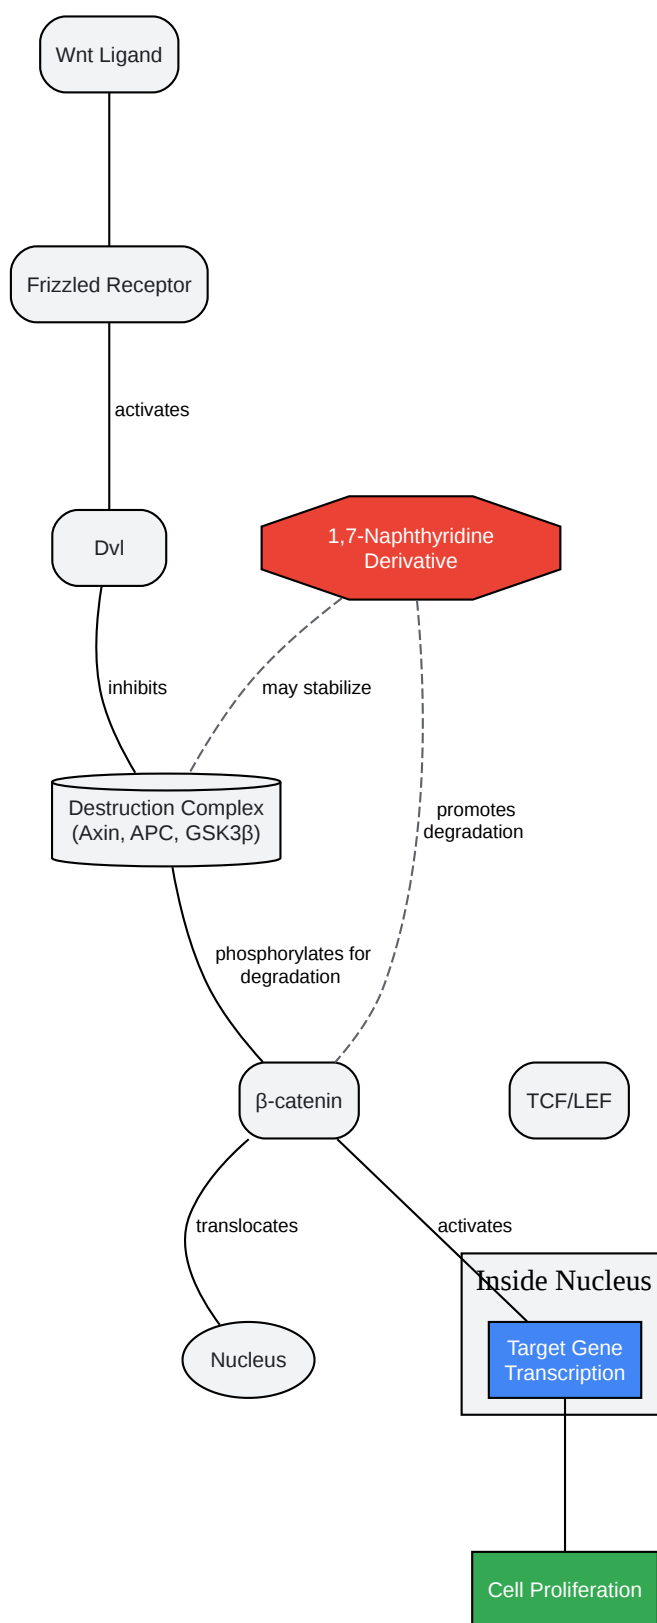 Wnt Ligand
Frizzled Receptor
activates
Dvl
1,7-Naphthyridine
Derivative
inhibits
may stabilize
Destruction Complex
(Axin, APC, GSK3β)
promotes
degradation
phosphorylates for
degradation
β-catenin
TCF/LEF
translocates
activates
Inside Nucleus
Nucleus
Target Gene
Transcription
Cell Proliferation